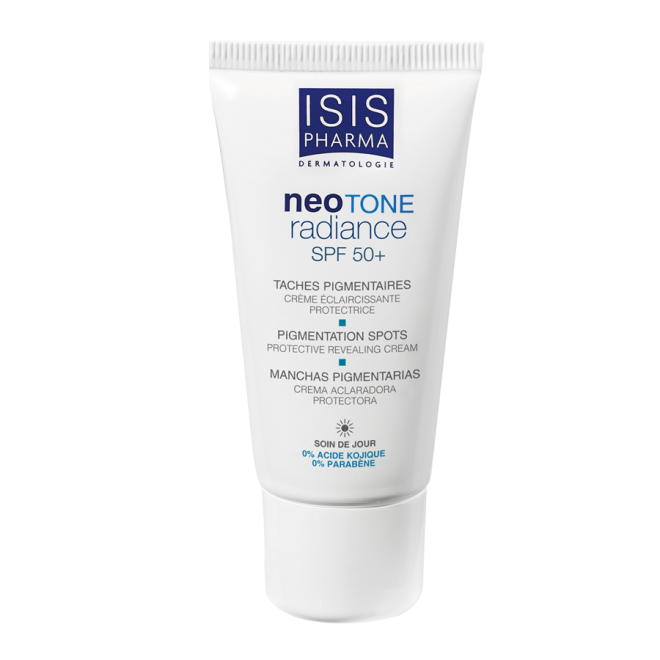 ISIS
PHARMA
DERMATOLOGIE
neoTONE
radiance
SPF 50+
TACHES PIGMENTAIRES
CRÈME ÉCLAIRCISSANTE
PROTECTRICE
PIGMENTATION SPOTS
PROTECTIVE REVEALING CREAM
MANCHAS PIGMENTARIAS
CREMA ACLARADORA
PROTECTORA
SOIN DE JOUR
0% ACIDE KOJIQUE
0% PARABÈNE